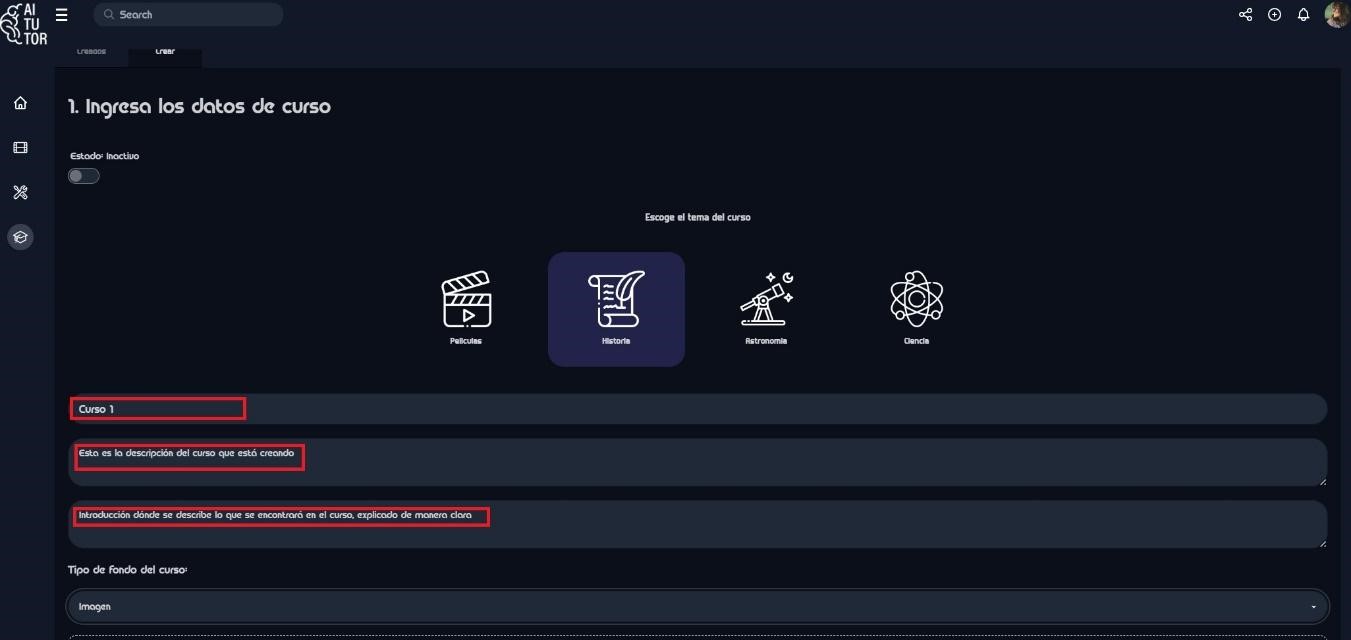 AI
TU
TOR
Search
Creados
Crear
1. Ingresa los datos de curso
Estado: Inactivo
Escoge el tema del curso
Películas
Historia
Astronomía
Ciencia
Curso 1
Esta es la descripción del curso que está creando
Introducción dónde se describe lo que se encontrará en el curso, explicado de manera clara
Tipo de fondo del curso:
Imagen